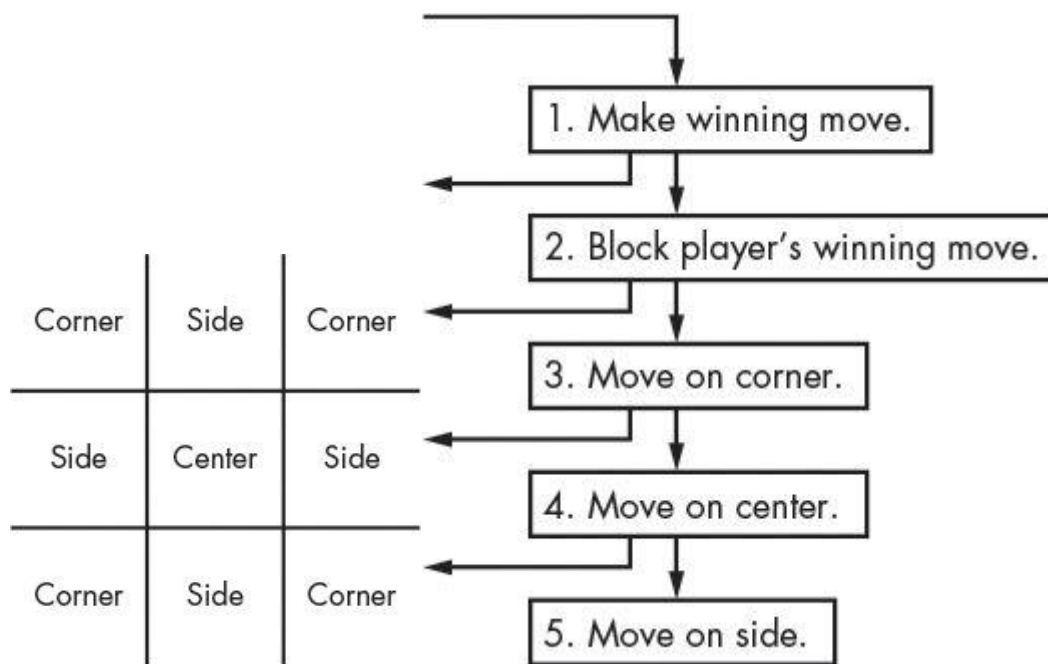 1. Make winning move.
2. Block player’s winning move.
Corner Side Corner
3. Move on corner.
Side Center Side
4. Move on center.
Corner Side Corner
5. Move on side.